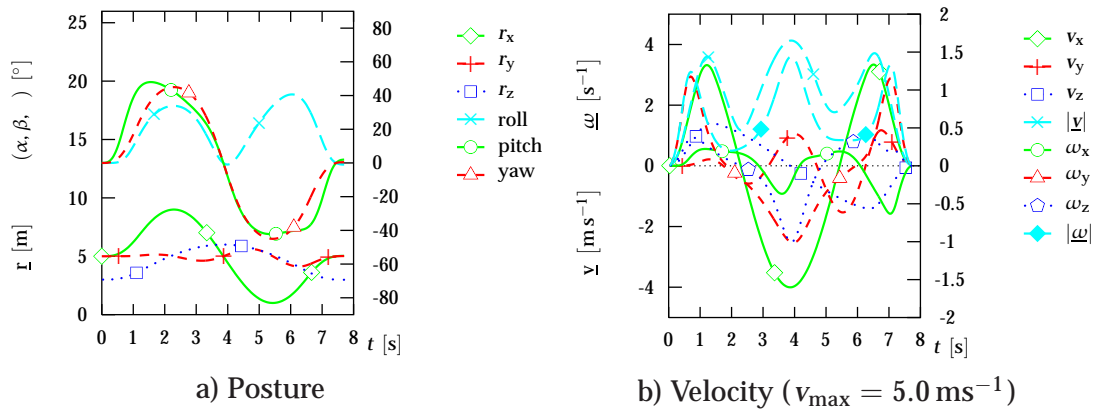 (α, β, ) [°]
r [m]
25
20
15
10
5
0
80
60
40
20
0
-20
-40
-60
-80
0 1 2 3 4 5 6 7 t [s]
rx
ry
rz
roll
pitch
yaw
a) Posture
ω [s−1]
v [ms−1]
4
2
0
-2
-4
2
1.5
1
0.5
0
-0.5
-1
-1.5
-2
0 1 2 3 4 5 6 7 t [s]
vx
vy
vz
|v|
ωx
ωy
ωz
|ω|
b) Velocity (vmax = 5.0 ms−1)